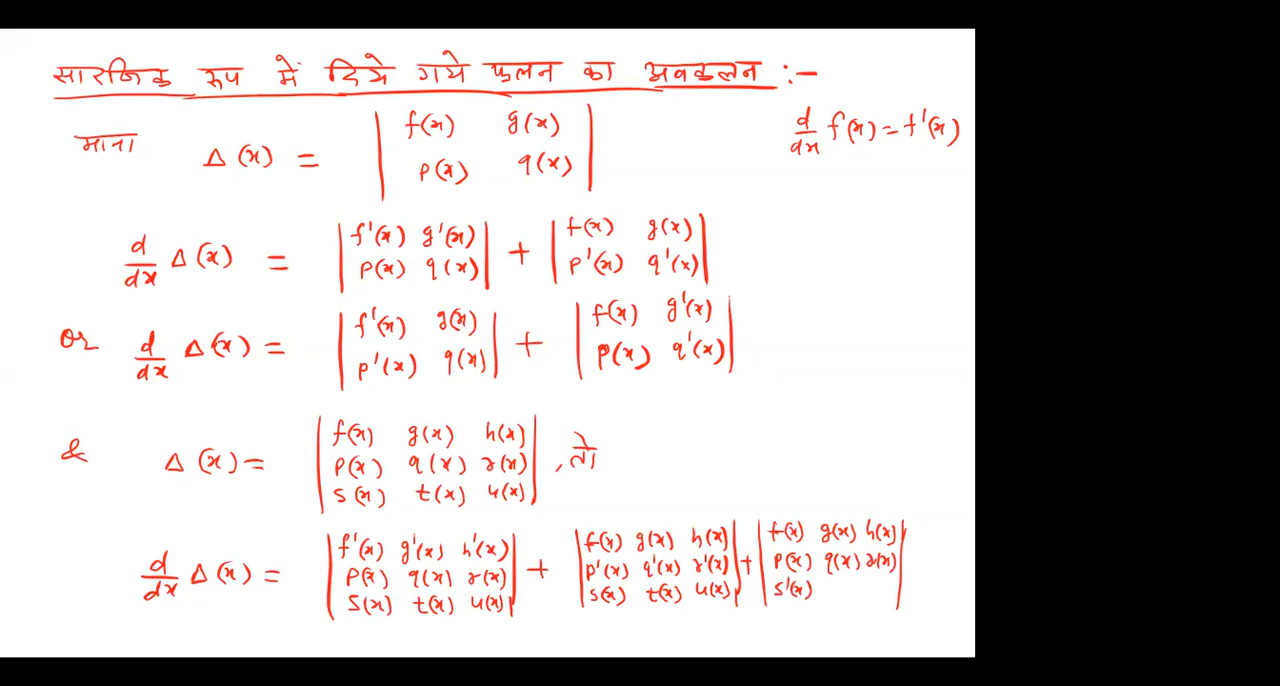 सारणिक रूप में दिये गये फलन का अवकलन :-
माना Δ(x) = | f(x) g(x) | d/dx f(x) = f'(x)
| p(x) q(x) |
d/dx Δ(x) = | f'(x) g'(x) | + | f(x) g(x) |
| p(x) q(x) | | p'(x) q'(x) |
or d/dx Δ(x) = | f'(x) g(x) | + | f(x) g'(x) |
| p'(x) q(x) | | p(x) q'(x) |
& Δ(x) = | f(x) g(x) h(x) |
| p(x) q(x) r(x) | , तो
| s(x) t(x) u(x) |
d/dx Δ(x) = | f'(x) g'(x) h'(x) | + | f(x) g(x) h(x) | + | f(x) g(x) h(x) |
| p(x) q(x) r(x) | | p'(x) q'(x) r'(x) | | p(x) q(x) r(x) |
| s(x) t(x) u(x) | | s(x) t(x) u(x) | | s'(x)